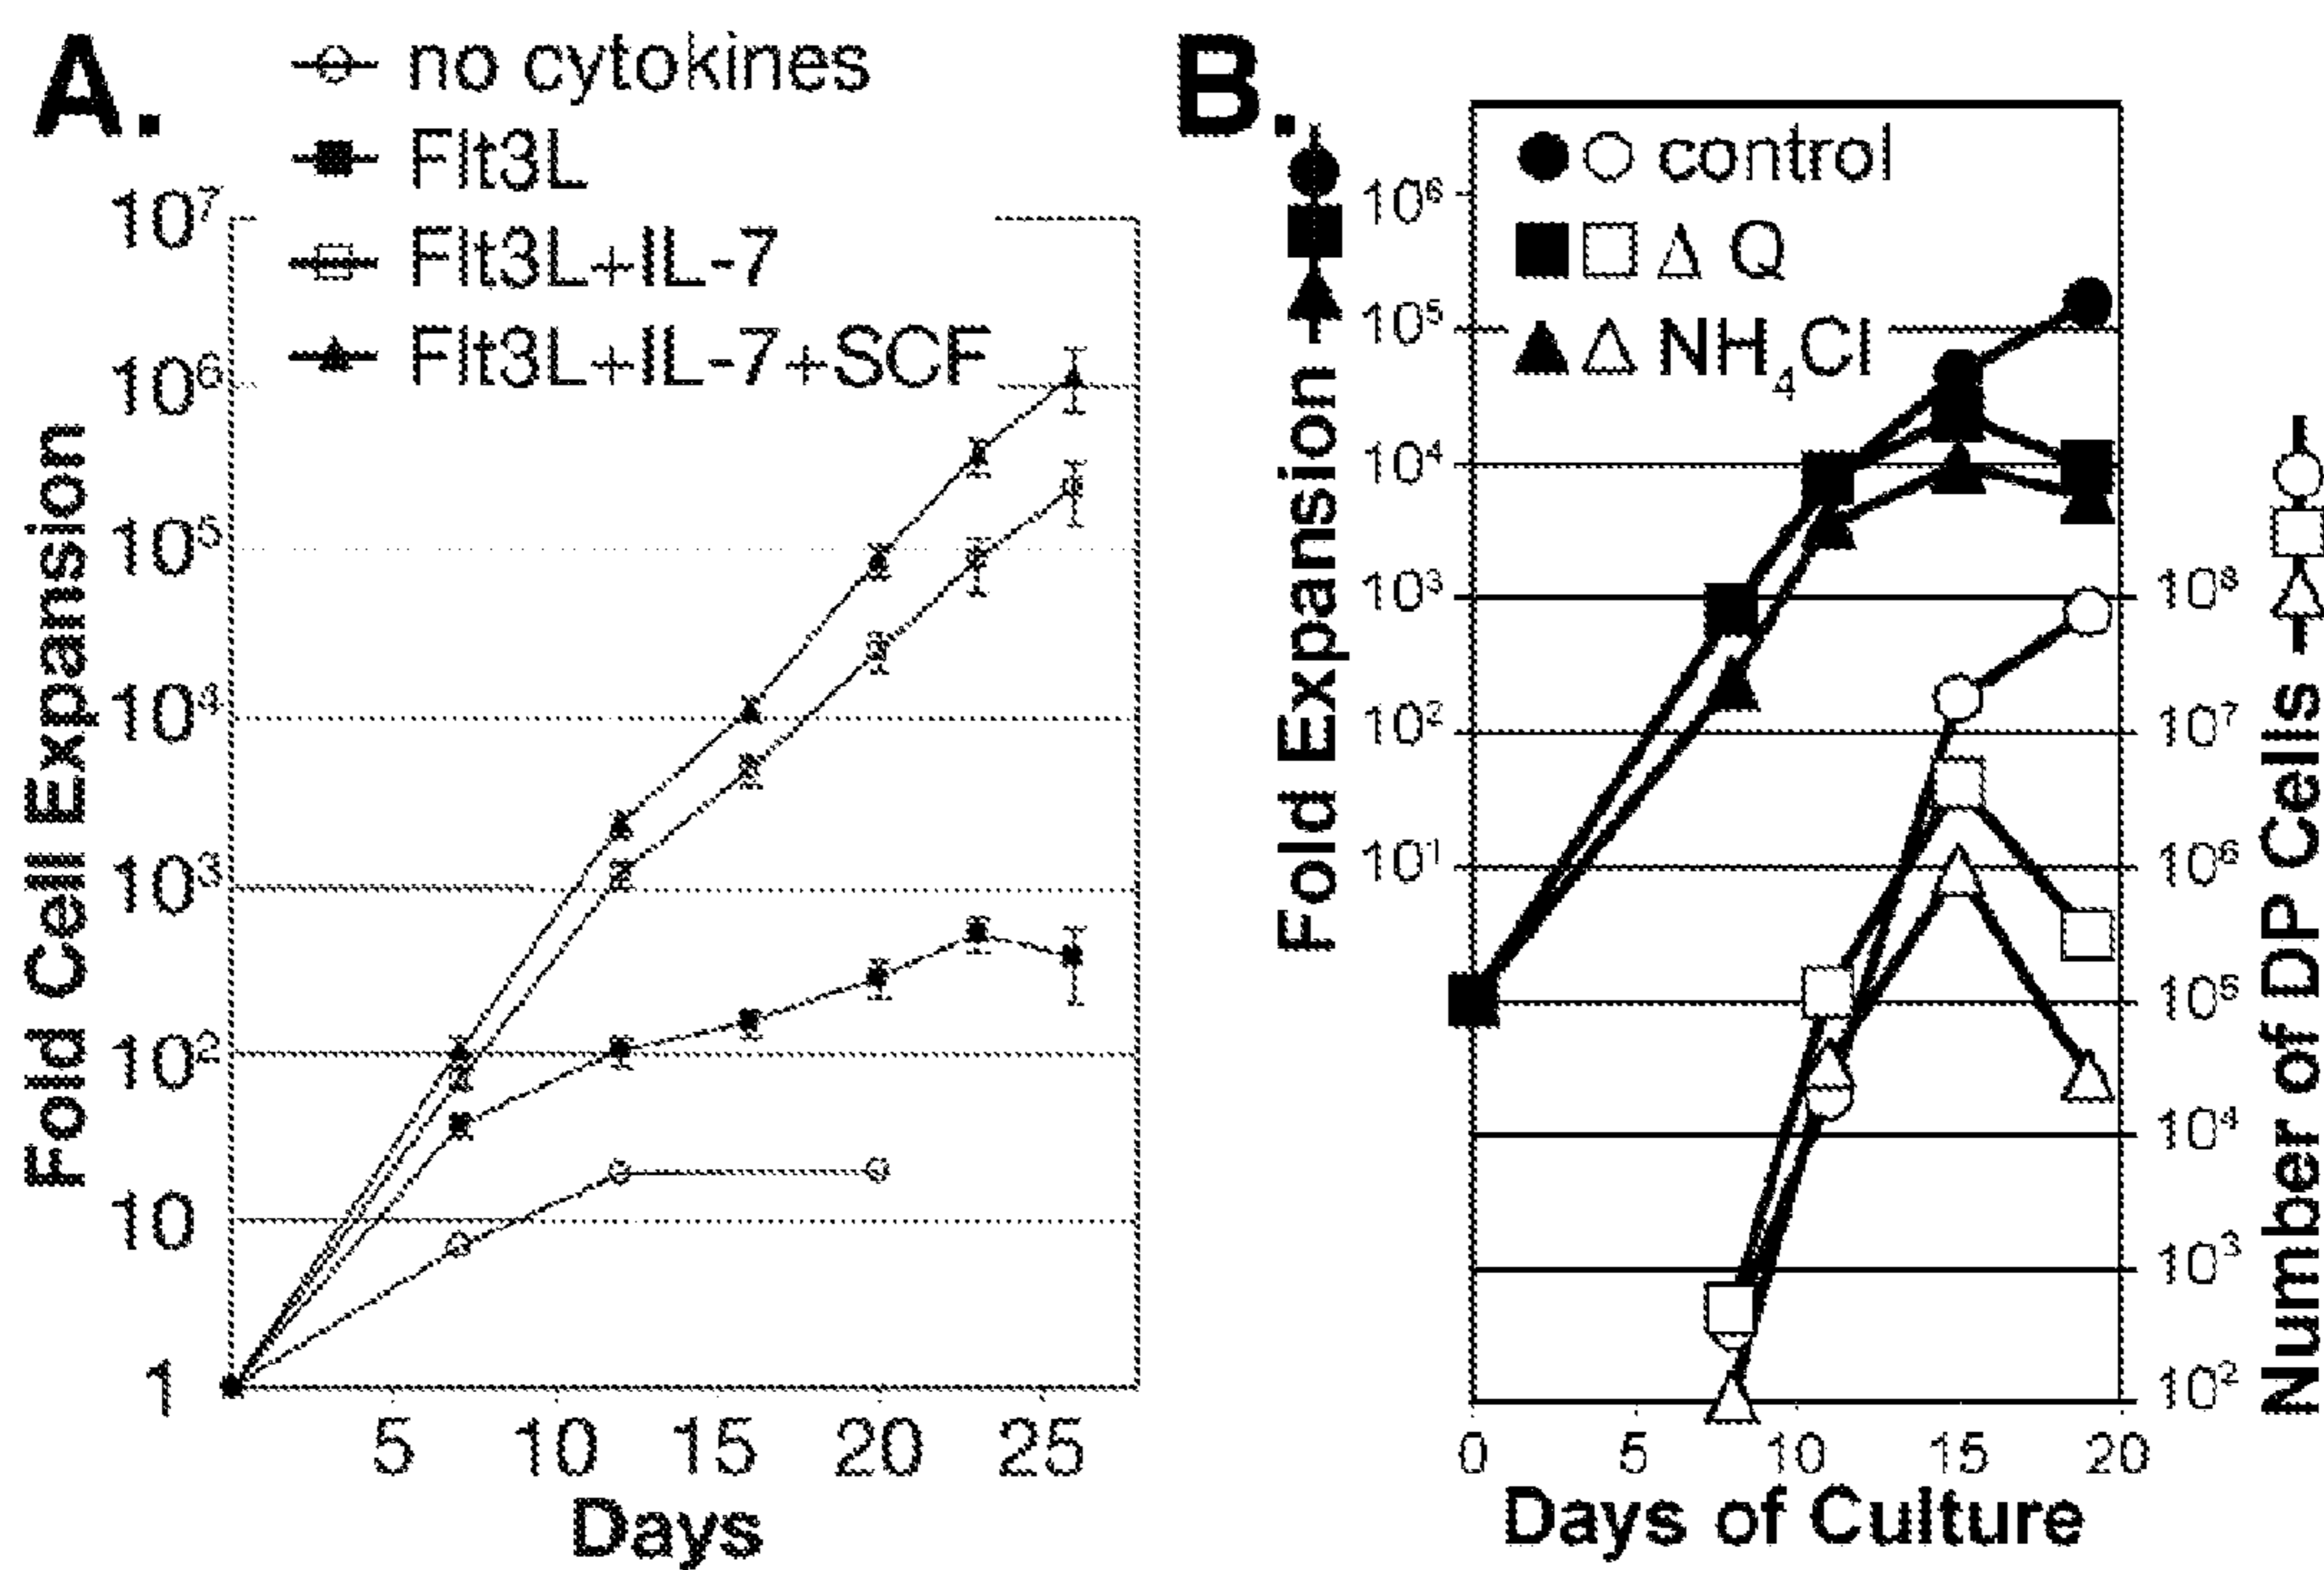 A.
no cytokines
Flt3L
Flt3L+IL-7
Flt3L+IL-7+SCF
Fold Cell Expansion
10⁷
10⁶
10⁵
10⁴
10³
10²
10
1
5 10 15 20 25
Days
B.
control
Δ Q
NH₄Cl
Fold Expansion
10⁶
10⁵
10⁴
10³
10²
10¹
10⁸
10⁷
10⁶
10⁵
10⁴
10³
10²
Number of DP Cells
0 5 10 15 20
Days of Culture